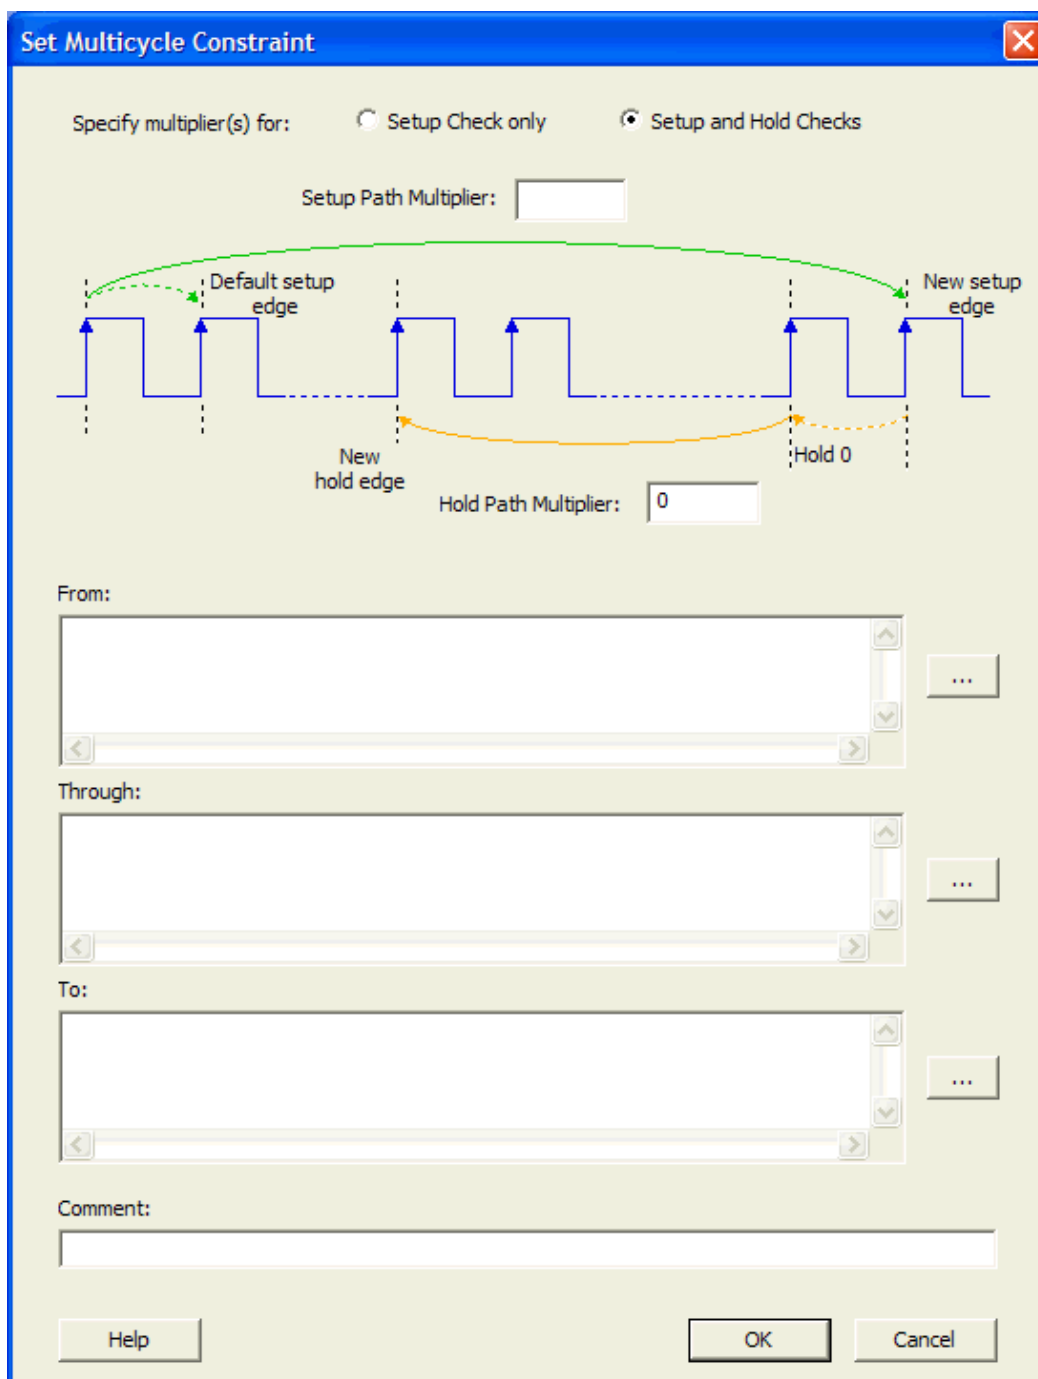 Set Multicycle Constraint
Specify multiplier(s) for: Setup Check only Setup and Hold Checks
Setup Path Multiplier:
Default setup
edge
New setup
edge
New
hold edge
Hold 0
Hold Path Multiplier: 0
From:
...
Through:
...
To:
...
Comment:
Help OK Cancel